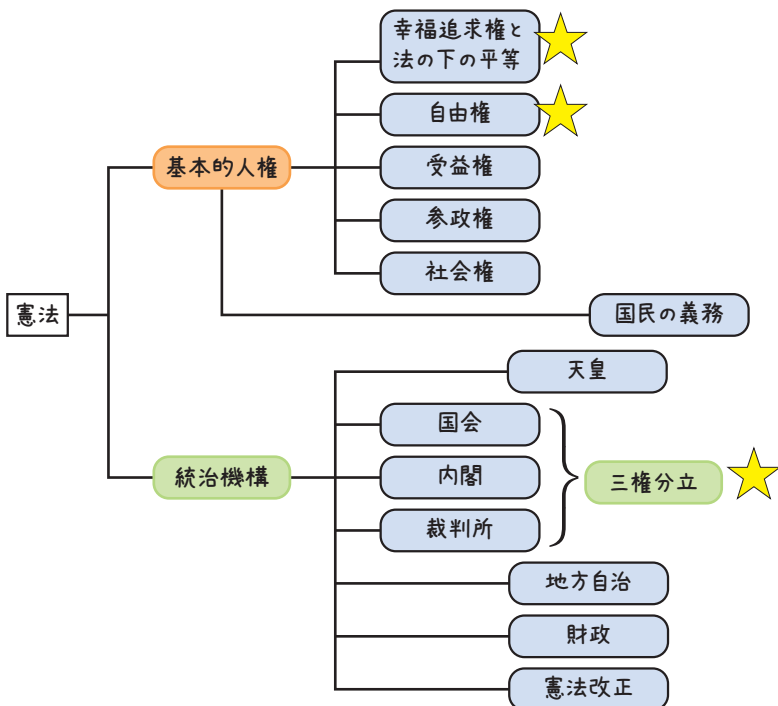 幸福追求権と
法の下の平等
自由権
基本的人権
受益権
参政権
社会権
憲法
国民の義務
天皇
国会
統治機構
内閣
三権分立
裁判所
地方自治
財政
憲法改正